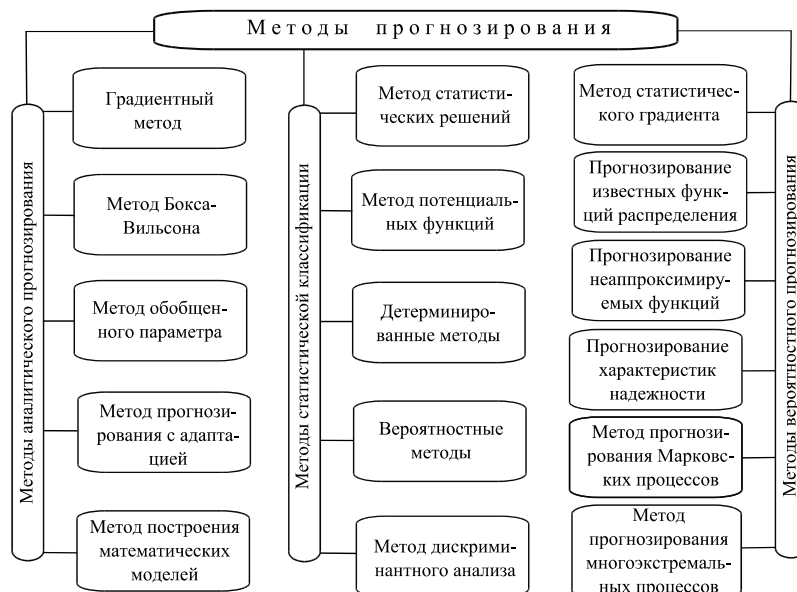 Методы прогнозирования
Методы аналитического прогнозирования
Градиентный
метод
Метод Бокса-
Вильсона
Метод обобщен-
ного параметра
Метод прогнози-
рования с адапта-
цией
Метод построения
математических
моделей
Методы статистической классификации
Метод статисти-
ческих решений
Метод потенциаль-
ных функций
Детерминиро-
ванные методы
Вероятностные
методы
Метод дискрими-
нантного анализа
Метод статистичес-
кого градиента
Прогнозирование
известных функ-
ций распределения
Прогнозирование
неаппроксимиру-
емых функций
Прогнозирование
характеристик
надежности
Метод прогнози-
рования Марковс-
ких процессов
Метод
прогнозирования
многоэкстремаль-
ных процессов
Методы вероятностного прогнозирования